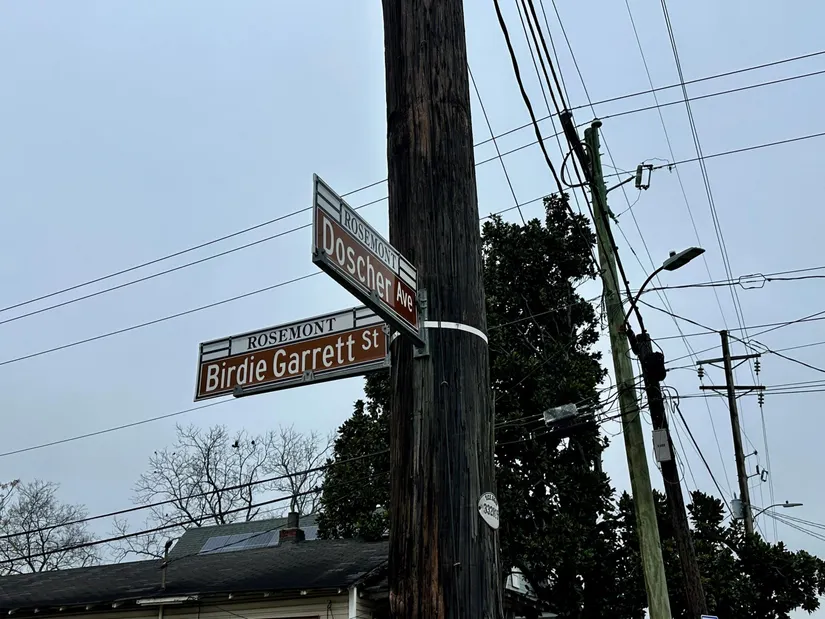 ROSEMONT
Doscher Ave
ROSEMONT
Birdie Garrett St